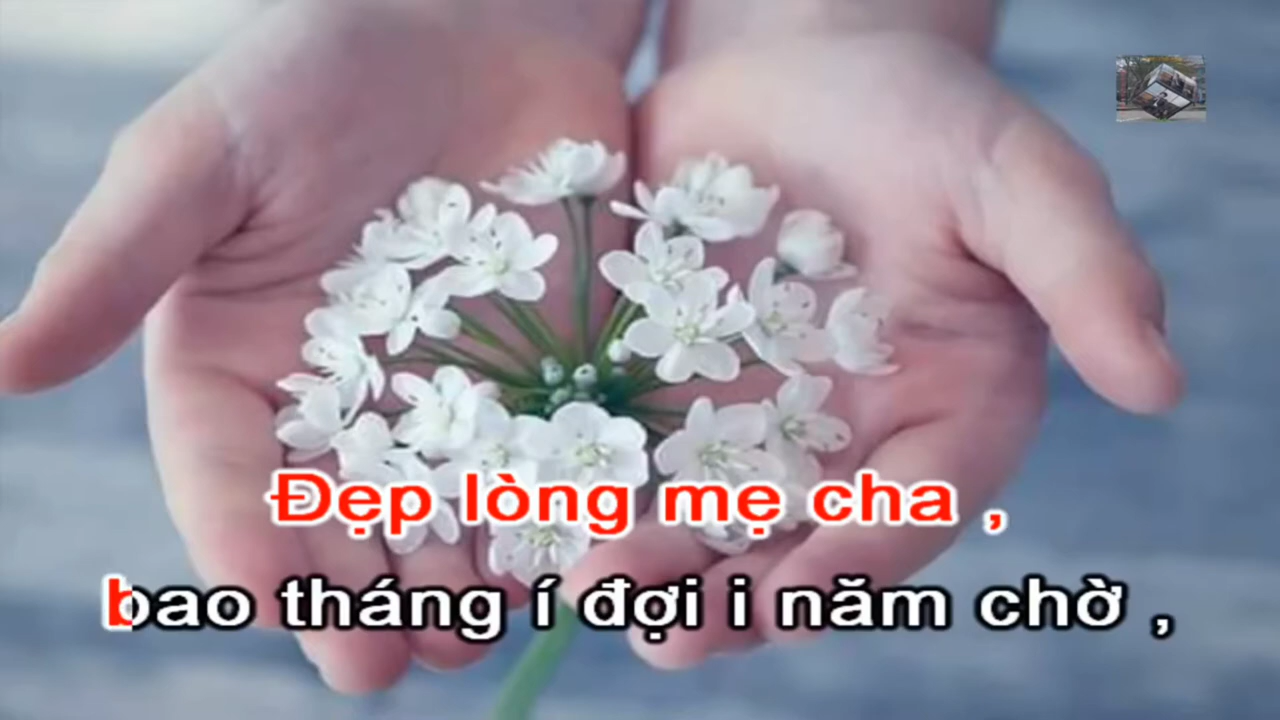 Đẹp lòng mẹ cha ,
bao tháng í đợi i năm chờ ,